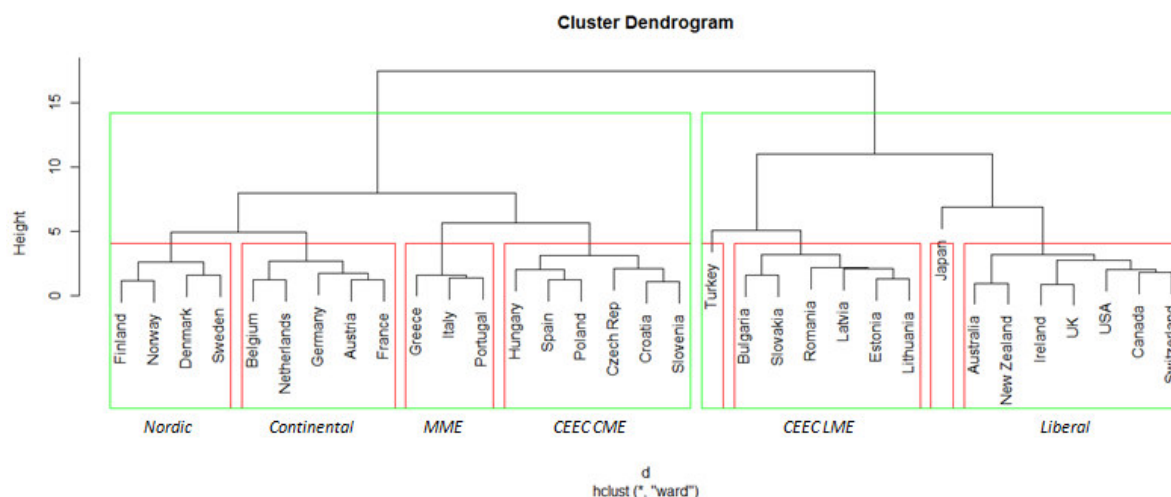 Cluster Dendrogram
Height
15
10
5
0
Finland
Norway
Denmark
Sweden
Belgium
Netherlands
Germany
Austria
France
Greece
Italy
Portugal
Hungary
Spain
Poland
Czech Rep
Croatia
Slovenia
Turkey
Bulgaria
Slovakia
Romania
Latvia
Estonia
Lithuania
Japan
Australia
New Zealand
Ireland
UK
USA
Canada
Switzerland
Nordic Continental MME CEEC CME CEEC LME Liberal
d
hclust (*, "ward")